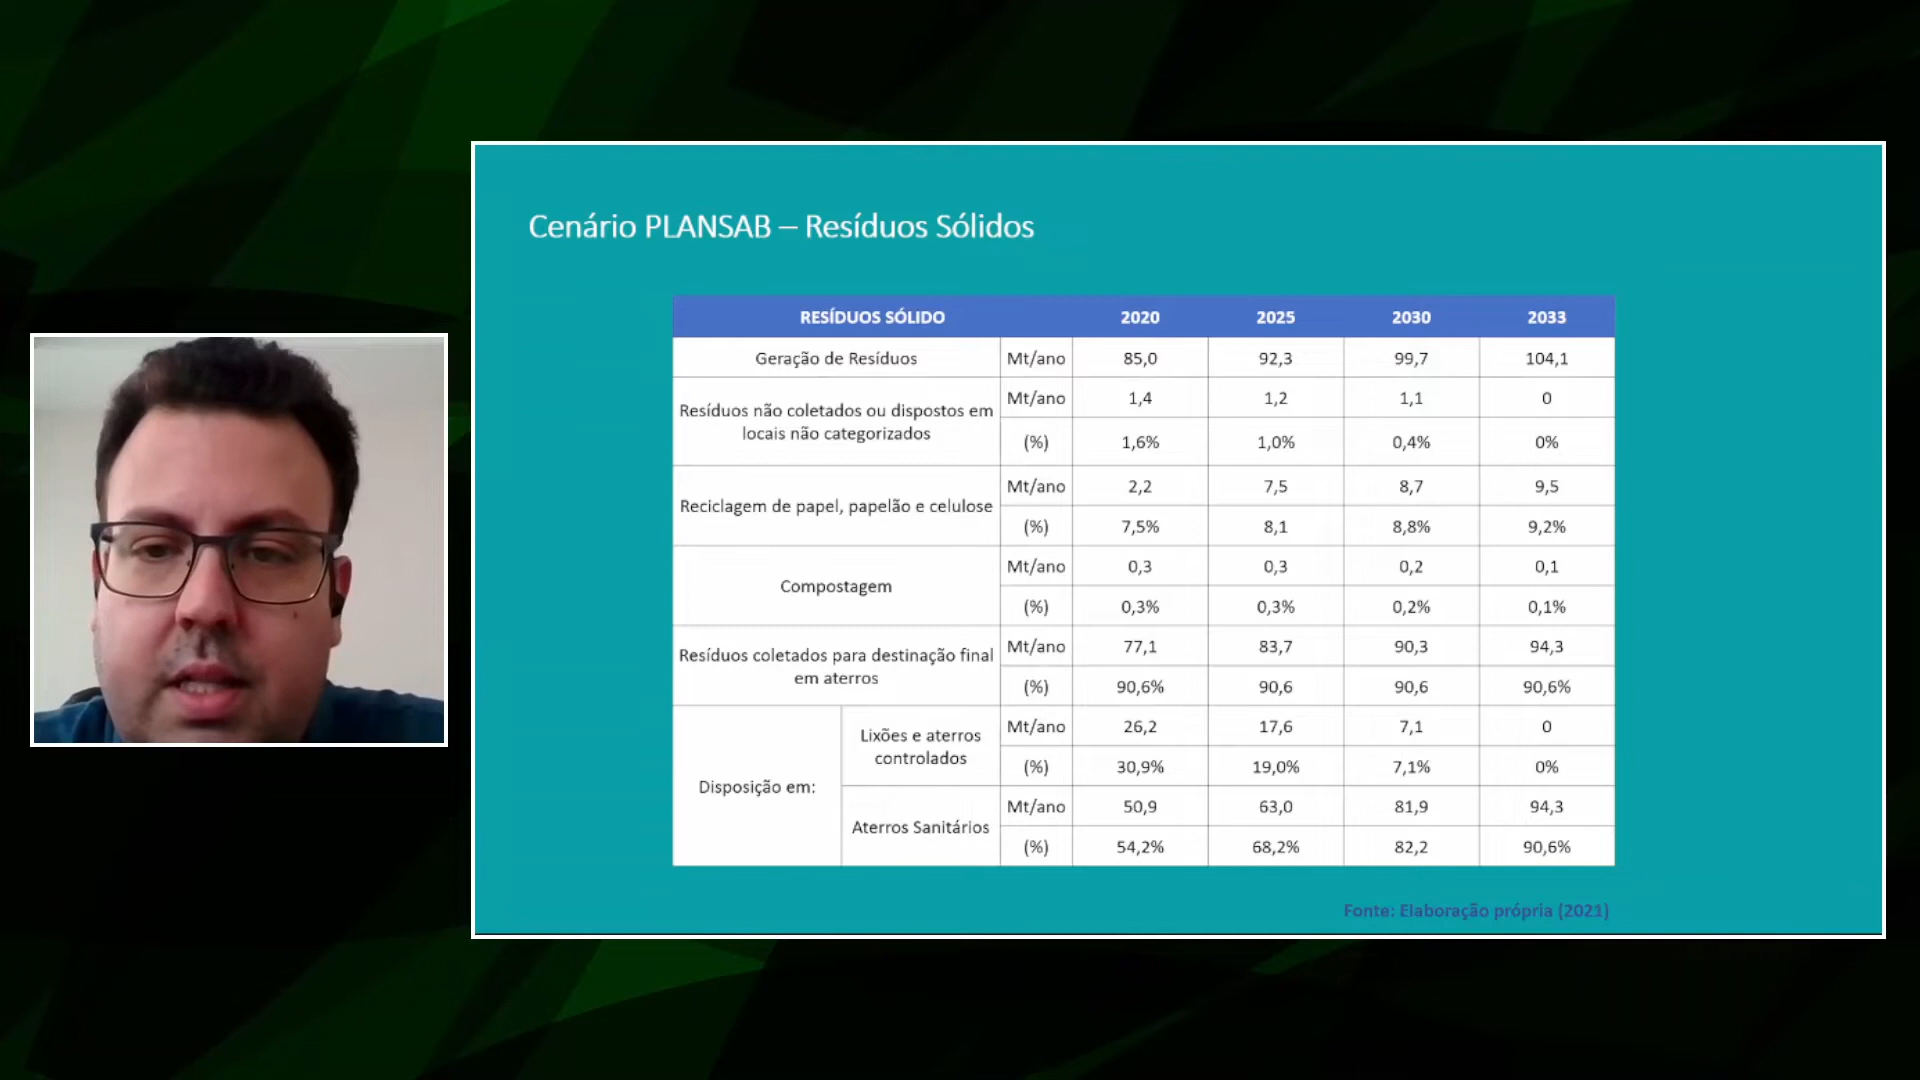 Cenário PLANSAB – Resíduos Sólidos
RESÍDUOS SÓLIDO 2020 2025 2030 2033
Geração de Resíduos Mt/ano 85,0 92,3 99,7 104,1
Resíduos não coletados ou dispostos em
locais não categorizados
Mt/ano 1,4 1,2 1,1 0
(%) 1,6% 1,0% 0,4% 0%
Reciclagem de papel, papelão e celulose
Mt/ano 2,2 7,5 8,7 9,5
(%) 7,5% 8,1 8,8% 9,2%
Compostagem
Mt/ano 0,3 0,3 0,2 0,1
(%) 0,3% 0,3% 0,2% 0,1%
Resíduos coletados para destinação final
em aterros
Mt/ano 77,1 83,7 90,3 94,3
(%) 90,6% 90,6 90,6 90,6%
Disposição em:
Lixões e aterros
controlados
Mt/ano 26,2 17,6 7,1 0
(%) 30,9% 19,0% 7,1% 0%
Aterros Sanitários
Mt/ano 50,9 63,0 81,9 94,3
(%) 54,2% 68,2% 82,2 90,6%
Fonte: Elaboração própria (2021)